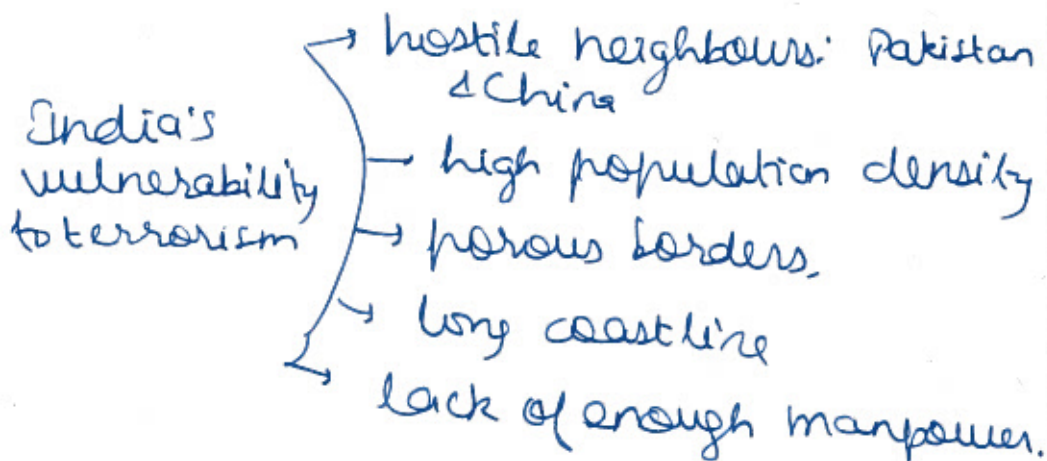 India's
vulnerability
to terrorism
→ hostile neighbours: Pakistan
& China
→ high population density
→ porous borders,
→ long coastline
→ lack of enough manpower.